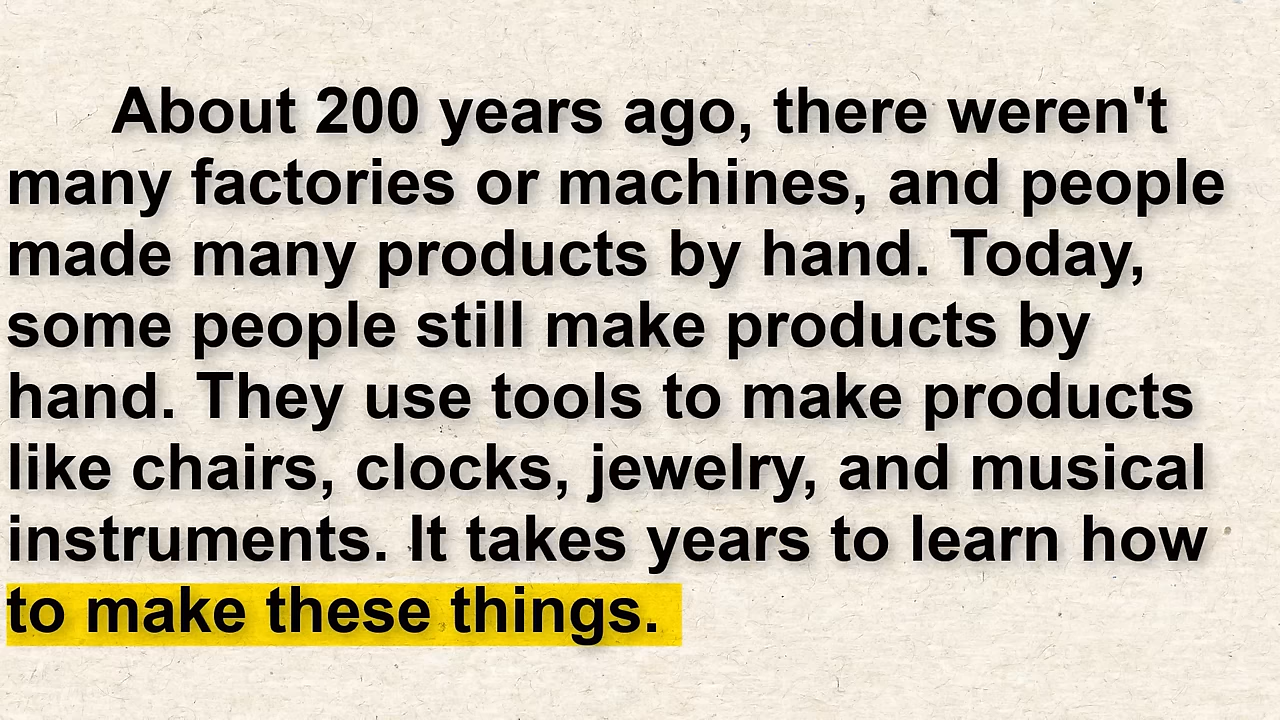 About 200 years ago, there weren't
many factories or machines, and people
made many products by hand. Today,
some people still make products by
hand. They use tools to make products
like chairs, clocks, jewelry, and musical
instruments. It takes years to learn how
to make these things.